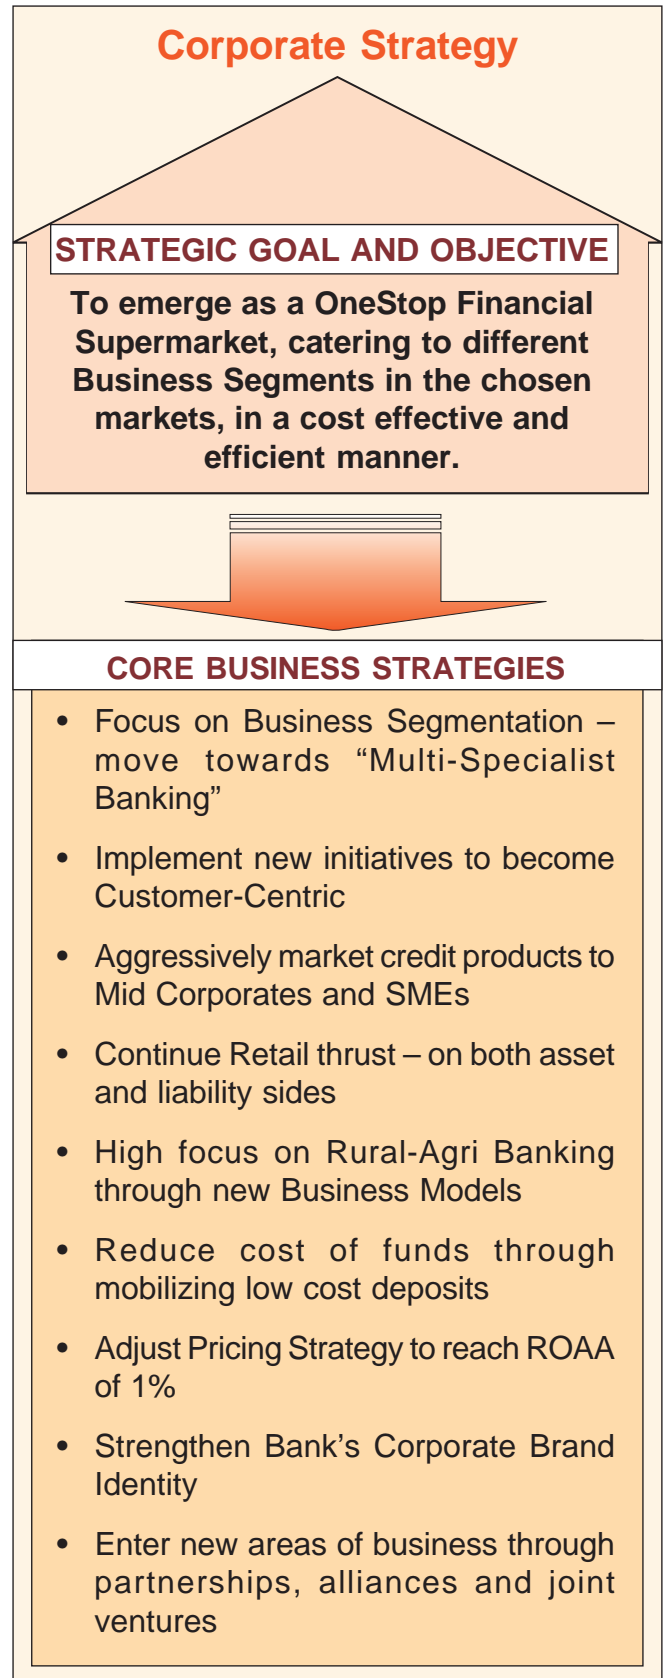 Corporate Strategy
STRATEGIC GOAL AND OBJECTIVE
To emerge as a OneStop Financial
Supermarket, catering to different
Business Segments in the chosen
markets, in a cost effective and
efficient manner.
CORE BUSINESS STRATEGIES
• Focus on Business Segmentation –
move towards “Multi-Specialist
Banking”
• Implement new initiatives to become
Customer-Centric
• Aggressively market credit products to
Mid Corporates and SMEs
• Continue Retail thrust – on both asset
and liability sides
• High focus on Rural-Agri Banking
through new Business Models
• Reduce cost of funds through
mobilizing low cost deposits
• Adjust Pricing Strategy to reach ROAA
of 1%
• Strengthen Bank’s Corporate Brand
Identity
• Enter new areas of business through
partnerships, alliances and joint
ventures